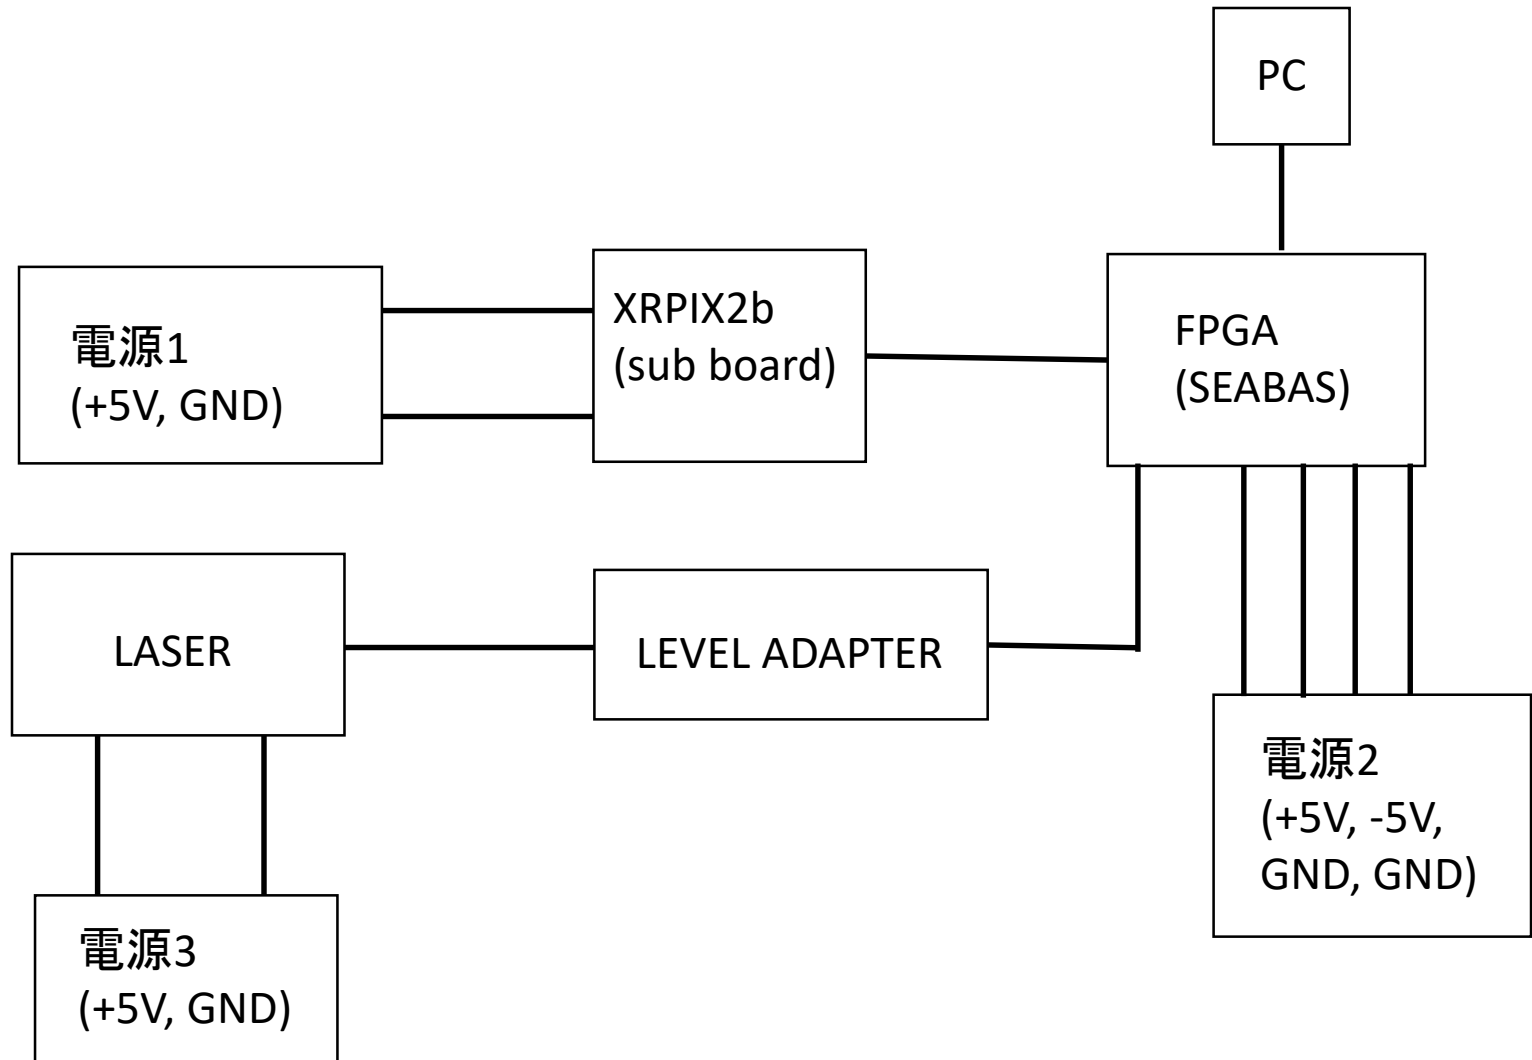 PC
電源1
(+5V, GND)
XRPIX2b
(sub board)
FPGA
(SEABAS)
LASER
LEVEL ADAPTER
電源2
(+5V, -5V,
GND, GND)
電源3
(+5V, GND)